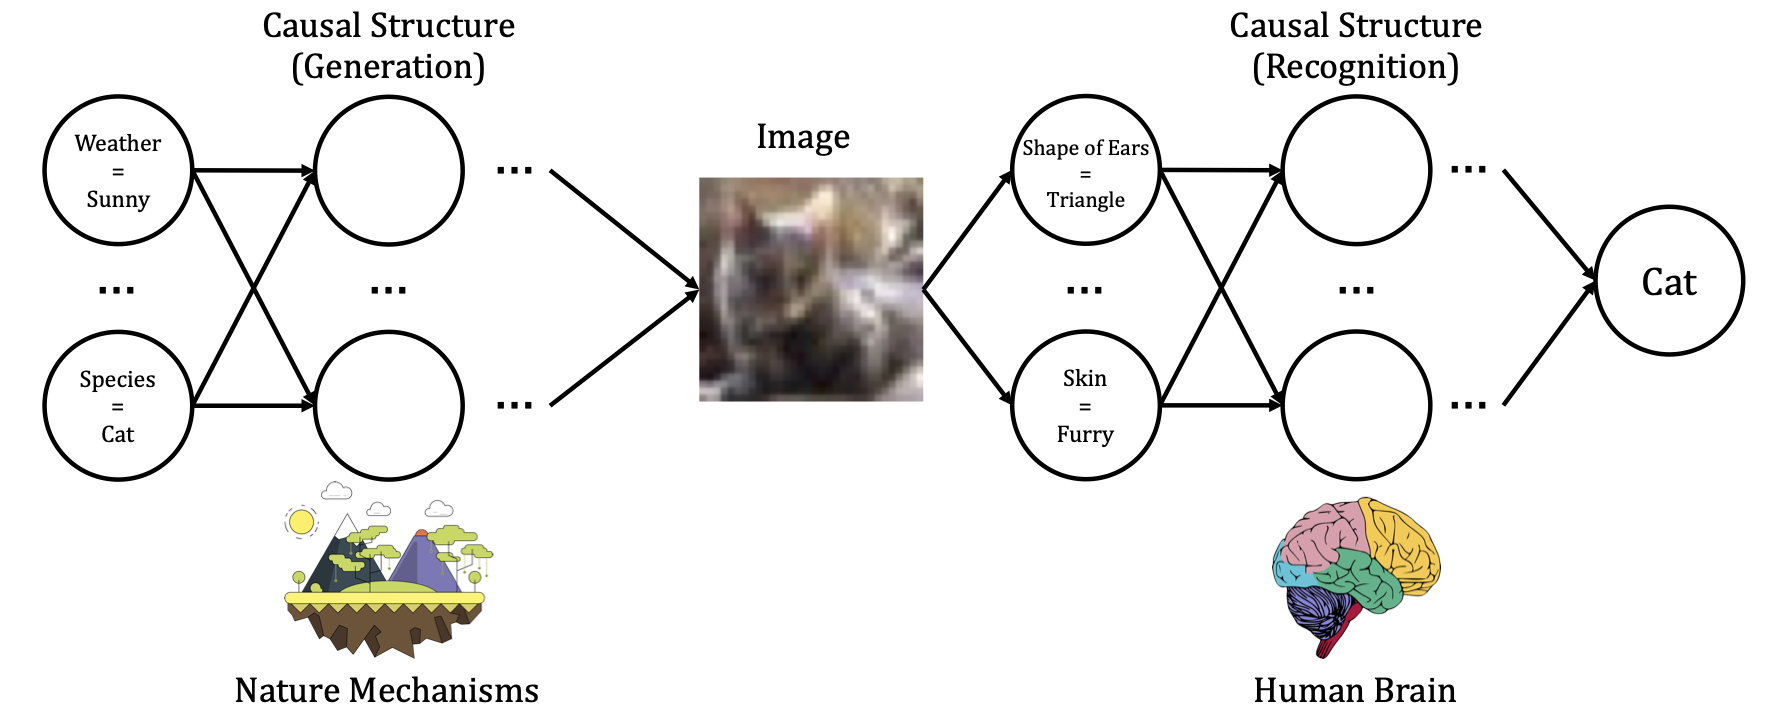 Causal Structure
(Generation)
Causal Structure
(Recognition)
Weather
=
Sunny
...
Image
Shape of Ears
=
Triangle
...
...
...
...
...
Cat
Species
=
Cat
...
Skin
=
Furry
...
Nature Mechanisms
Human Brain